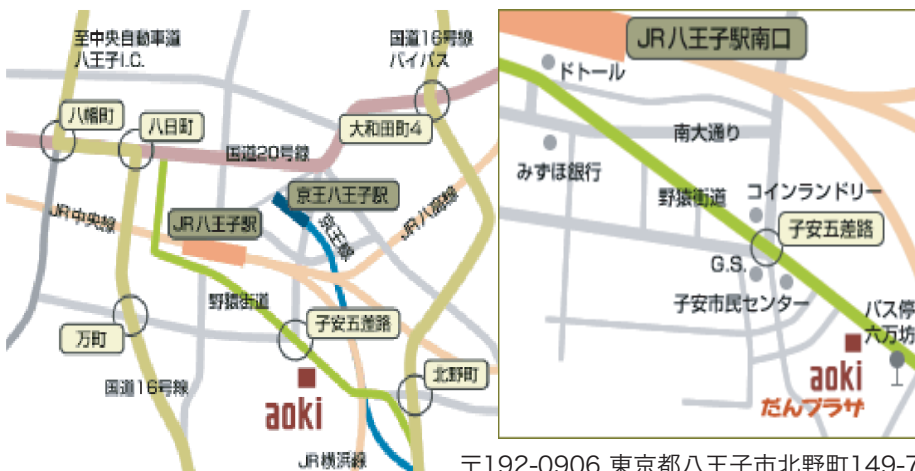 至中央自動車道
八王子I.C.
国道16号線
バイパス
八幡町
八日町
大和田町4
国道20号線
京王八王子駅
JR中央線
JR八王子駅
京王線
JR八高線
野猿街道
子安五差路
万町
国道16号線
北野町
aoki
JR横浜線
JR八王子駅南口
ドトール
南大通り
みずほ銀行
野猿街道
コインランドリー
子安五差路
G.S.
子安市民センター
バス停
六万坊
aoki
だんプラザ
〒192-0906 東京都八王子市北野町149-7